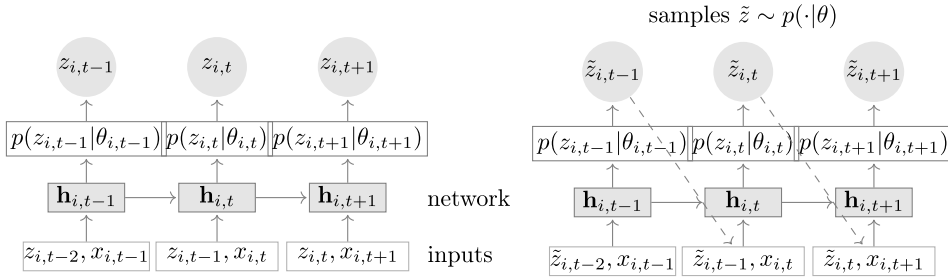 samples z̃ ∼ p(·|θ)
z_{i,t−1} z_{i,t} z_{i,t+1} z̃_{i,t−1} z̃_{i,t} z̃_{i,t+1}
p(z_{i,t−1}|θ_{i,t−1}) p(z_{i,t}|θ_{i,t}) p(z_{i,t+1}|θ_{i,t+1}) p(z_{i,t−1}|θ_{i,t−1}) p(z_{i,t}|θ_{i,t}) p(z_{i,t+1}|θ_{i,t+1})
h_{i,t−1} h_{i,t} h_{i,t+1} network h_{i,t−1} h_{i,t} h_{i,t+1}
z_{i,t−2}, x_{i,t−1} z_{i,t−1}, x_{i,t} z_{i,t}, x_{i,t+1} inputs z̃_{i,t−2}, x_{i,t−1} z̃_{i,t−1}, x_{i,t} z̃_{i,t}, x_{i,t+1}